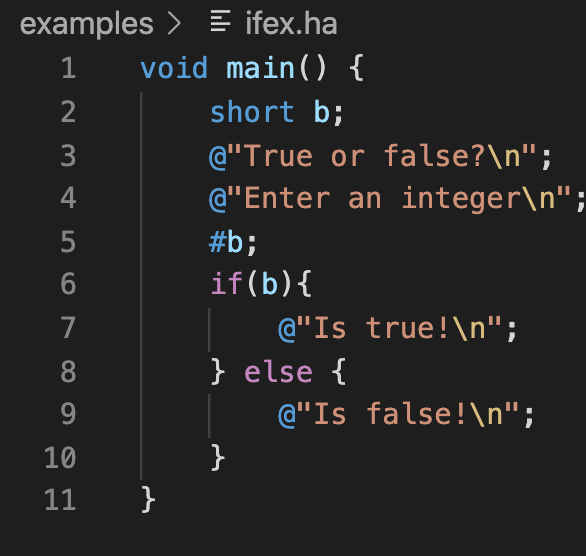 examples > ifex.ha
1 void main() {
2 short b;
3 @"True or false?\n";
4 @"Enter an integer\n";
5 #b;
6 if(b){
7 @"Is true!\n";
8 } else {
9 @"Is false!\n";
10 }
11 }